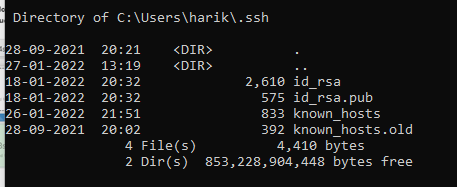 Directory of C:\Users\harik\.ssh
28-09-2021 20:21 <DIR> .
27-01-2022 13:19 <DIR> ..
18-01-2022 20:32 2,610 id_rsa
18-01-2022 20:32 575 id_rsa.pub
26-01-2022 21:51 833 known_hosts
28-09-2021 20:02 392 known_hosts.old
4 File(s) 4,410 bytes
2 Dir(s) 853,228,904,448 bytes free